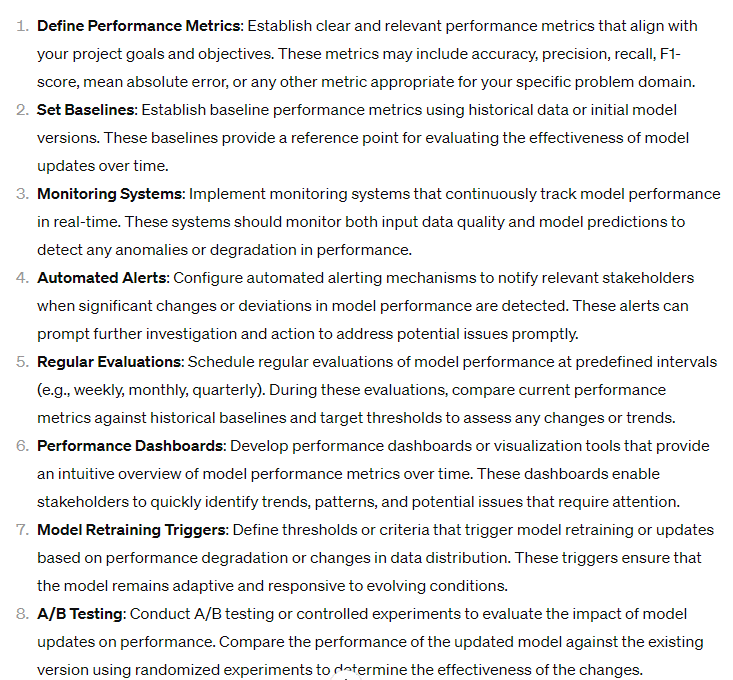 1. Define Performance Metrics: Establish clear and relevant performance metrics that align with
your project goals and objectives. These metrics may include accuracy, precision, recall, F1-
score, mean absolute error, or any other metric appropriate for your specific problem domain.
2. Set Baselines: Establish baseline performance metrics using historical data or initial model
versions. These baselines provide a reference point for evaluating the effectiveness of model
updates over time.
3. Monitoring Systems: Implement monitoring systems that continuously track model performance
in real-time. These systems should monitor both input data quality and model predictions to
detect any anomalies or degradation in performance.
4. Automated Alerts: Configure automated alerting mechanisms to notify relevant stakeholders
when significant changes or deviations in model performance are detected. These alerts can
prompt further investigation and action to address potential issues promptly.
5. Regular Evaluations: Schedule regular evaluations of model performance at predefined intervals
(e.g., weekly, monthly, quarterly). During these evaluations, compare current performance
metrics against historical baselines and target thresholds to assess any changes or trends.
6. Performance Dashboards: Develop performance dashboards or visualization tools that provide
an intuitive overview of model performance metrics over time. These dashboards enable
stakeholders to quickly identify trends, patterns, and potential issues that require attention.
7. Model Retraining Triggers: Define thresholds or criteria that trigger model retraining or updates
based on performance degradation or changes in data distribution. These triggers ensure that
the model remains adaptive and responsive to evolving conditions.
8. A/B Testing: Conduct A/B testing or controlled experiments to evaluate the impact of model
updates on performance. Compare the performance of the updated model against the existing
version using randomized experiments to determine the effectiveness of the changes.